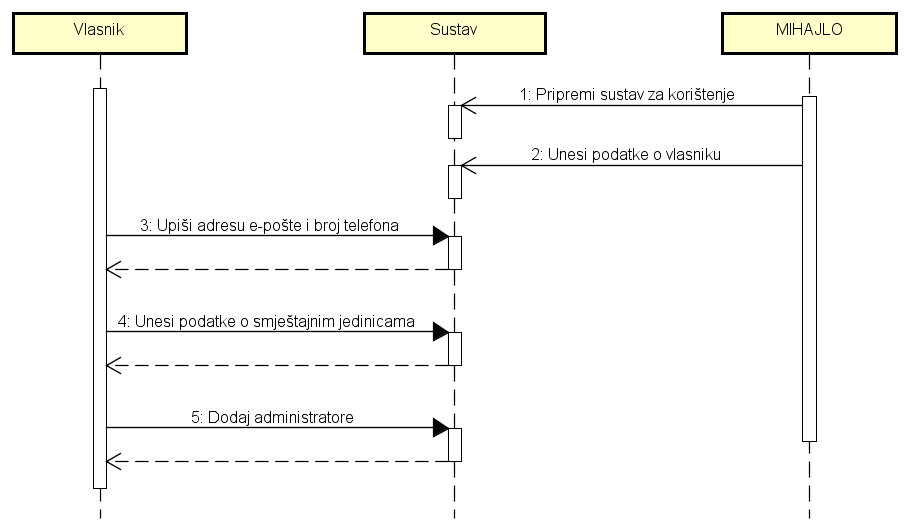 Vlasnik
Sustav
MIHAJLO
1: Pripremi sustav za korištenje
2: Unesi podatke o vlasniku
3: Upiši adresu e-pošte i broj telefona
4: Unesi podatke o smještajnim jedinicama
5: Dodaj administratore